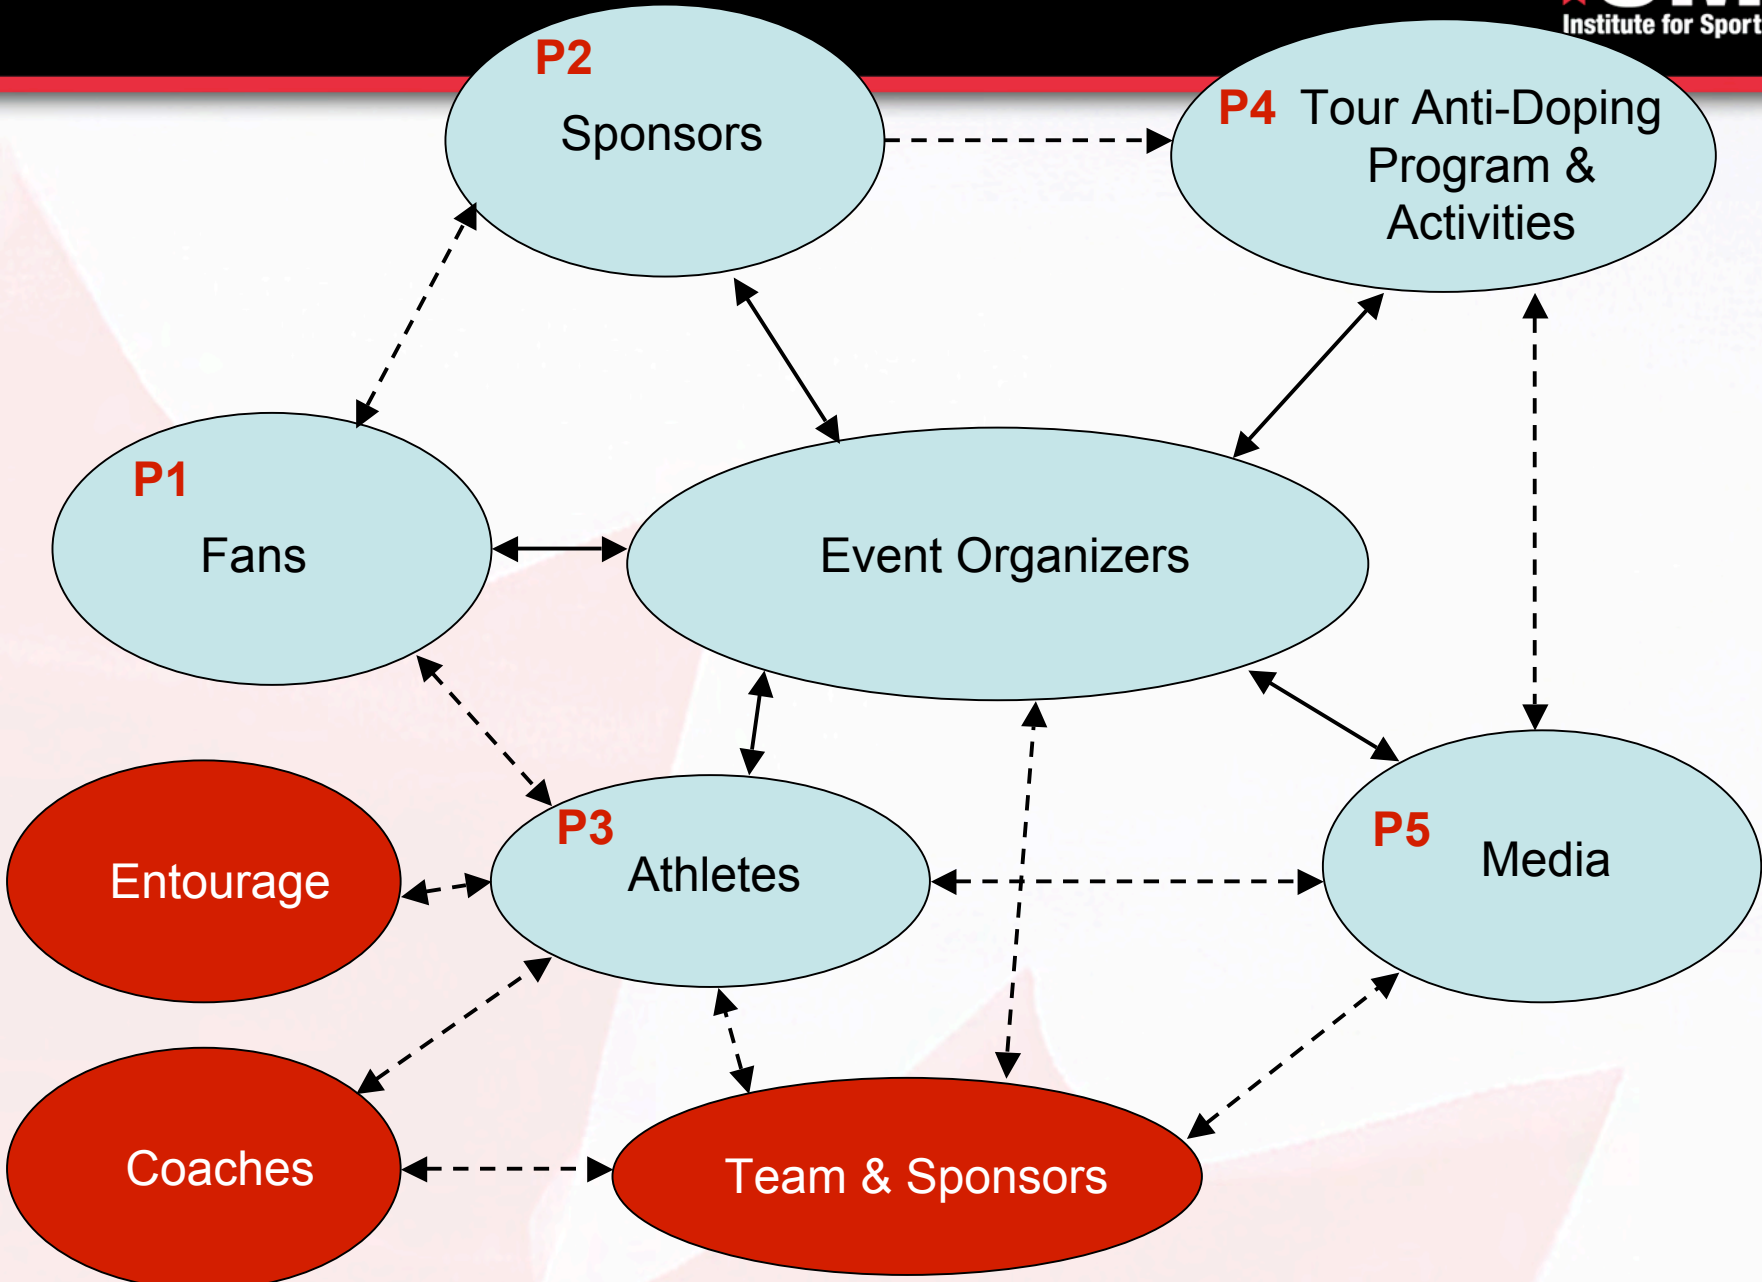 Institute for Sport
P2
Sponsors
P4 Tour Anti-Doping
Program &
Activities
P1
Fans
Event Organizers
P3
Athletes
P5
Media
Entourage
Coaches
Team & Sponsors